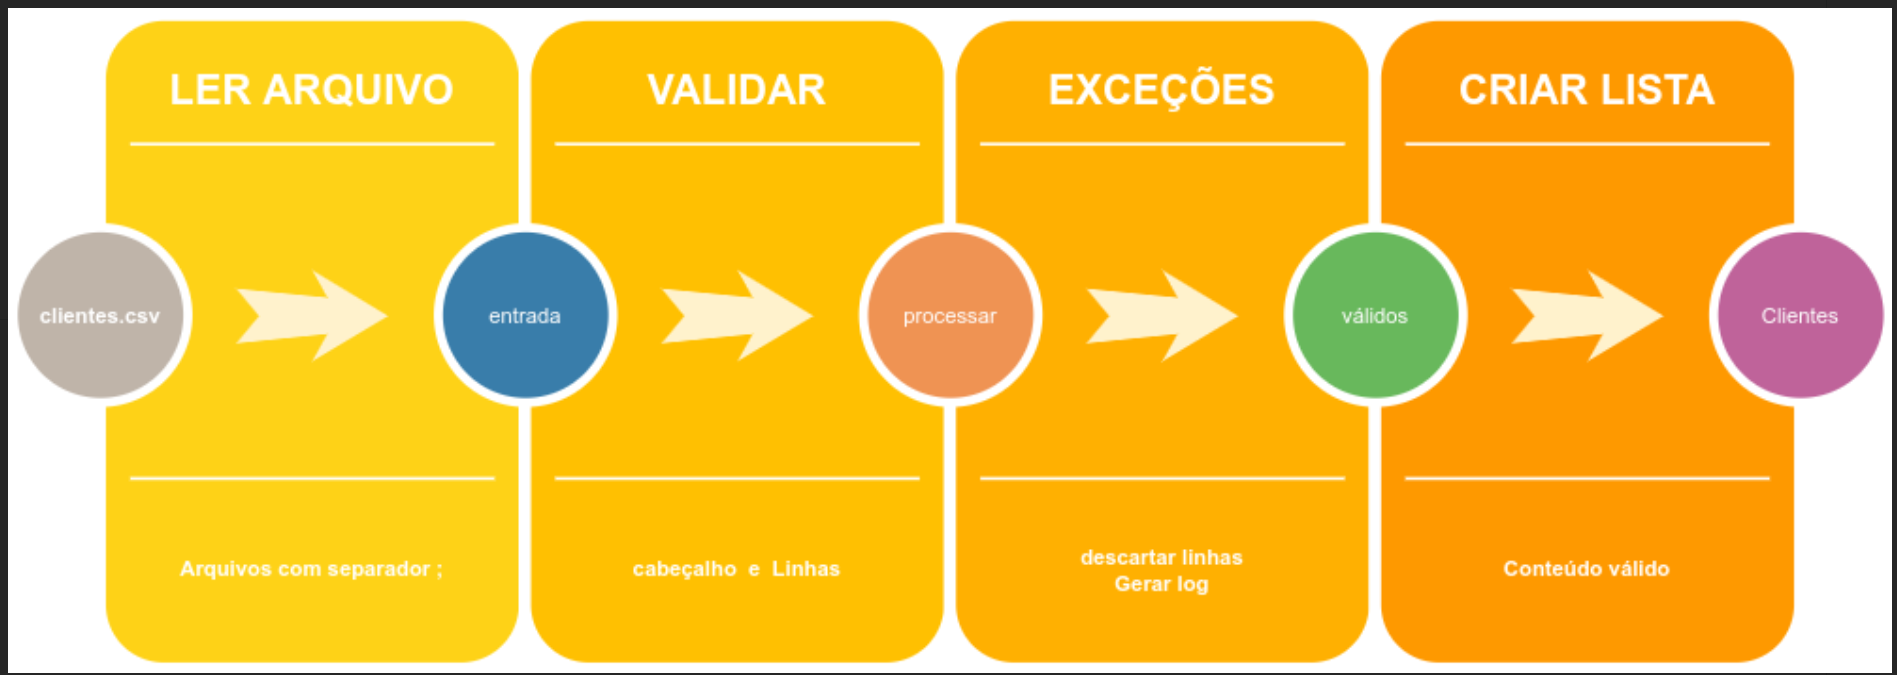 LER ARQUIVO
VALIDAR
EXCEÇÕES
CRIAR LISTA
clientes.csv
entrada
processar
válidos
Clientes
Arquivos com separador ;
cabeçalho e Linhas
descartar linhas
Gerar log
Conteúdo válido